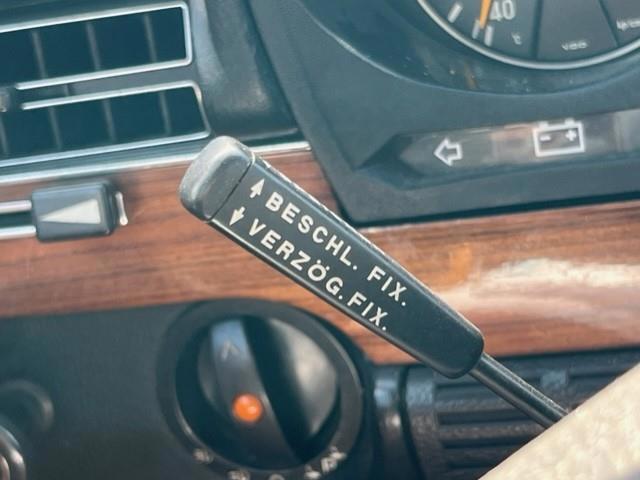 40
°C
↑ BESCHL. FIX.
↓ VERZÖG. FIX.